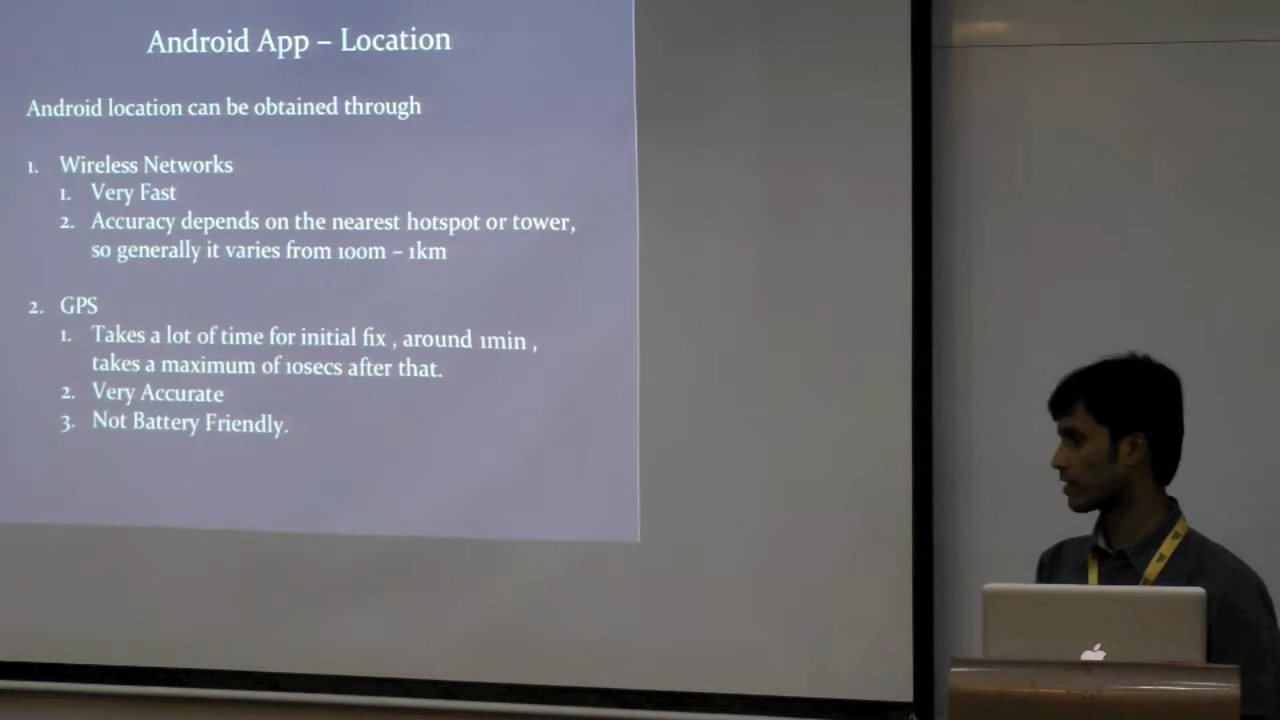 Android App – Location
Android location can be obtained through
1. Wireless Networks
1. Very Fast
2. Accuracy depends on the nearest hotspot or tower,
so generally it varies from 100m – 1km
2. GPS
1. Takes a lot of time for initial fix , around 1min ,
takes a maximum of 10secs after that.
2. Very Accurate
3. Not Battery Friendly.